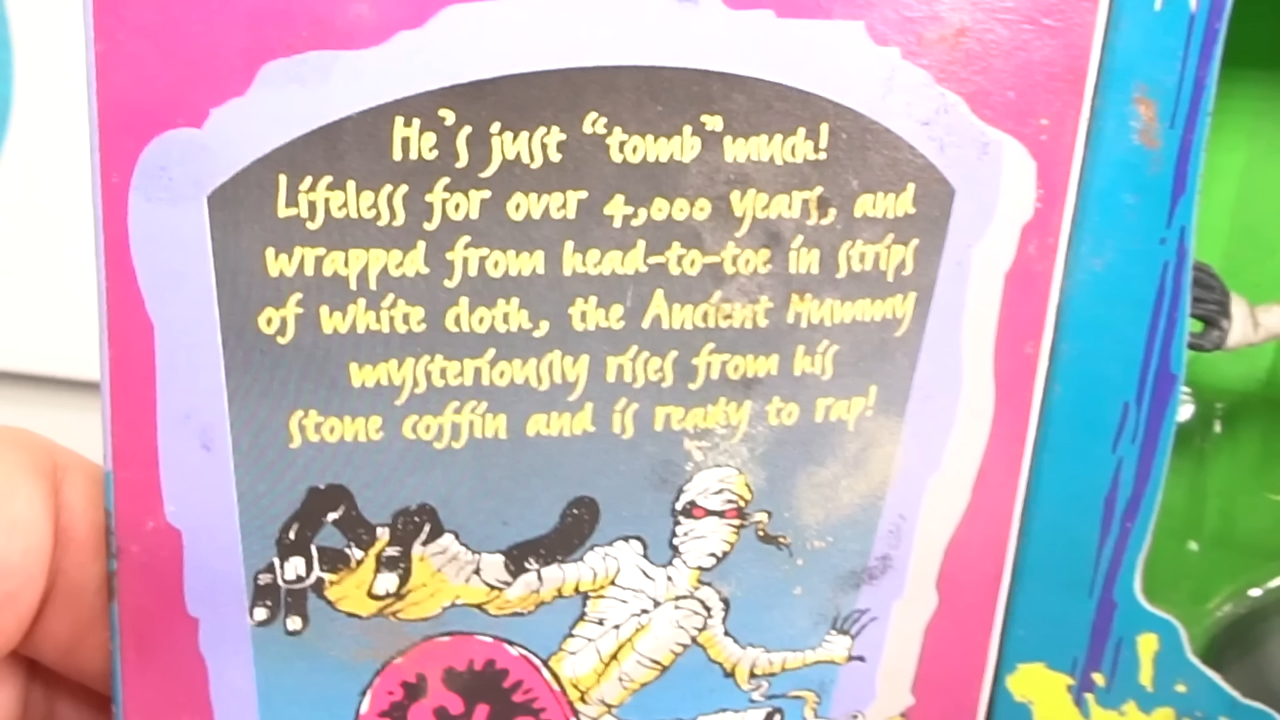 He's just "tomb" much!
Lifeless for over 4,000 years, and
wrapped from head-to-toe in strips
of white cloth, the Ancient Mummy
mysteriously rises from his
stone coffin and is ready to rap!